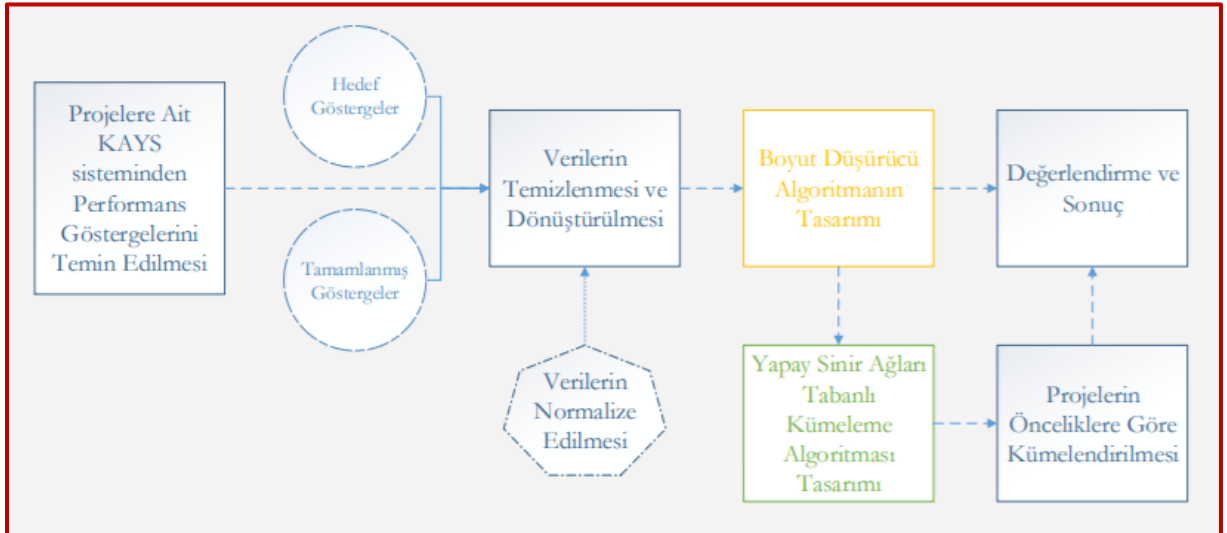 Projelere Ait
KAYS
sisteminden
Performans
Göstergelerini
Temin Edilmesi
Hedef
Göstergeler
Tamamlanmış
Göstergeler
Verilerin
Temizlenmesi ve
Dönüştürülmesi
Verilerin
Normalize
Edilmesi
Boyut Düşürücü
Algoritmanın
Tasarımı
Yapay Sinir Ağları
Tabanlı
Kümeleme
Algoritması
Tasarımı
Değerlendirme ve
Sonuç
Projelerin
Önceliklere Göre
Kümelendirilmesi